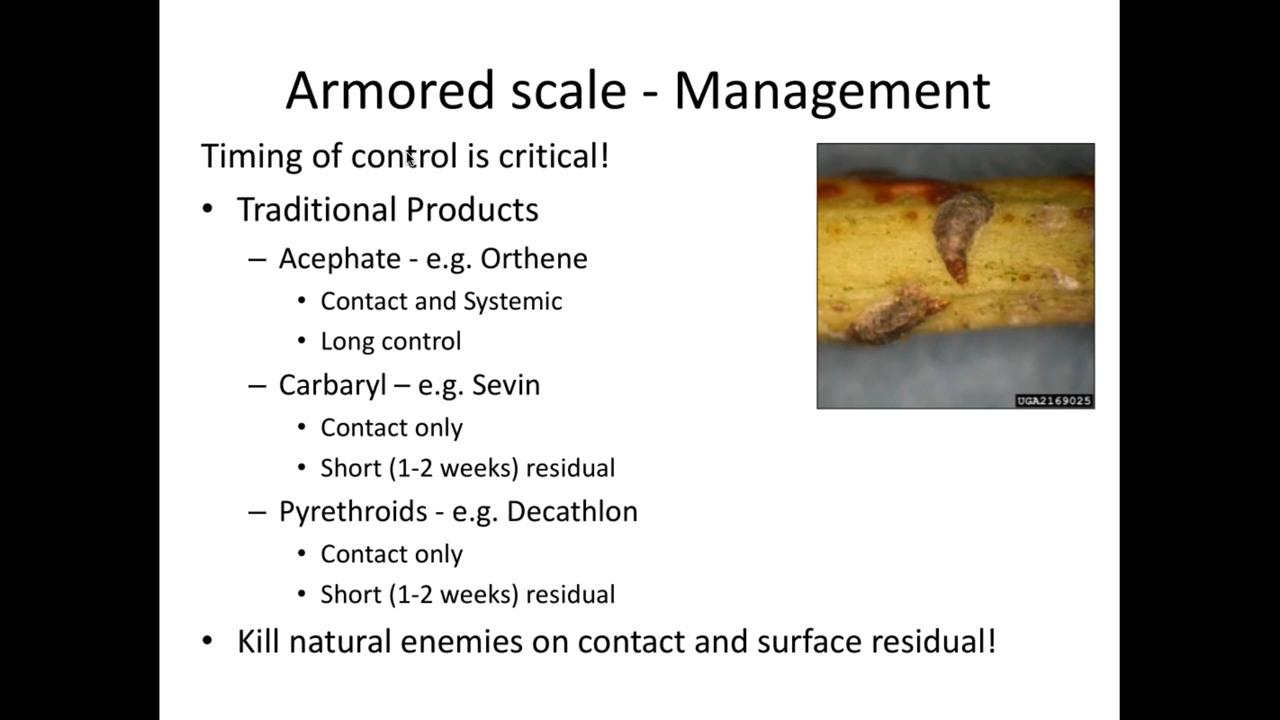 Armored scale - Management
Timing of control is critical!
• Traditional Products
– Acephate - e.g. Orthene
• Contact and Systemic
• Long control
– Carbaryl – e.g. Sevin
• Contact only
• Short (1-2 weeks) residual
– Pyrethroids - e.g. Decathlon
• Contact only
• Short (1-2 weeks) residual
• Kill natural enemies on contact and surface residual!
UGA2169025